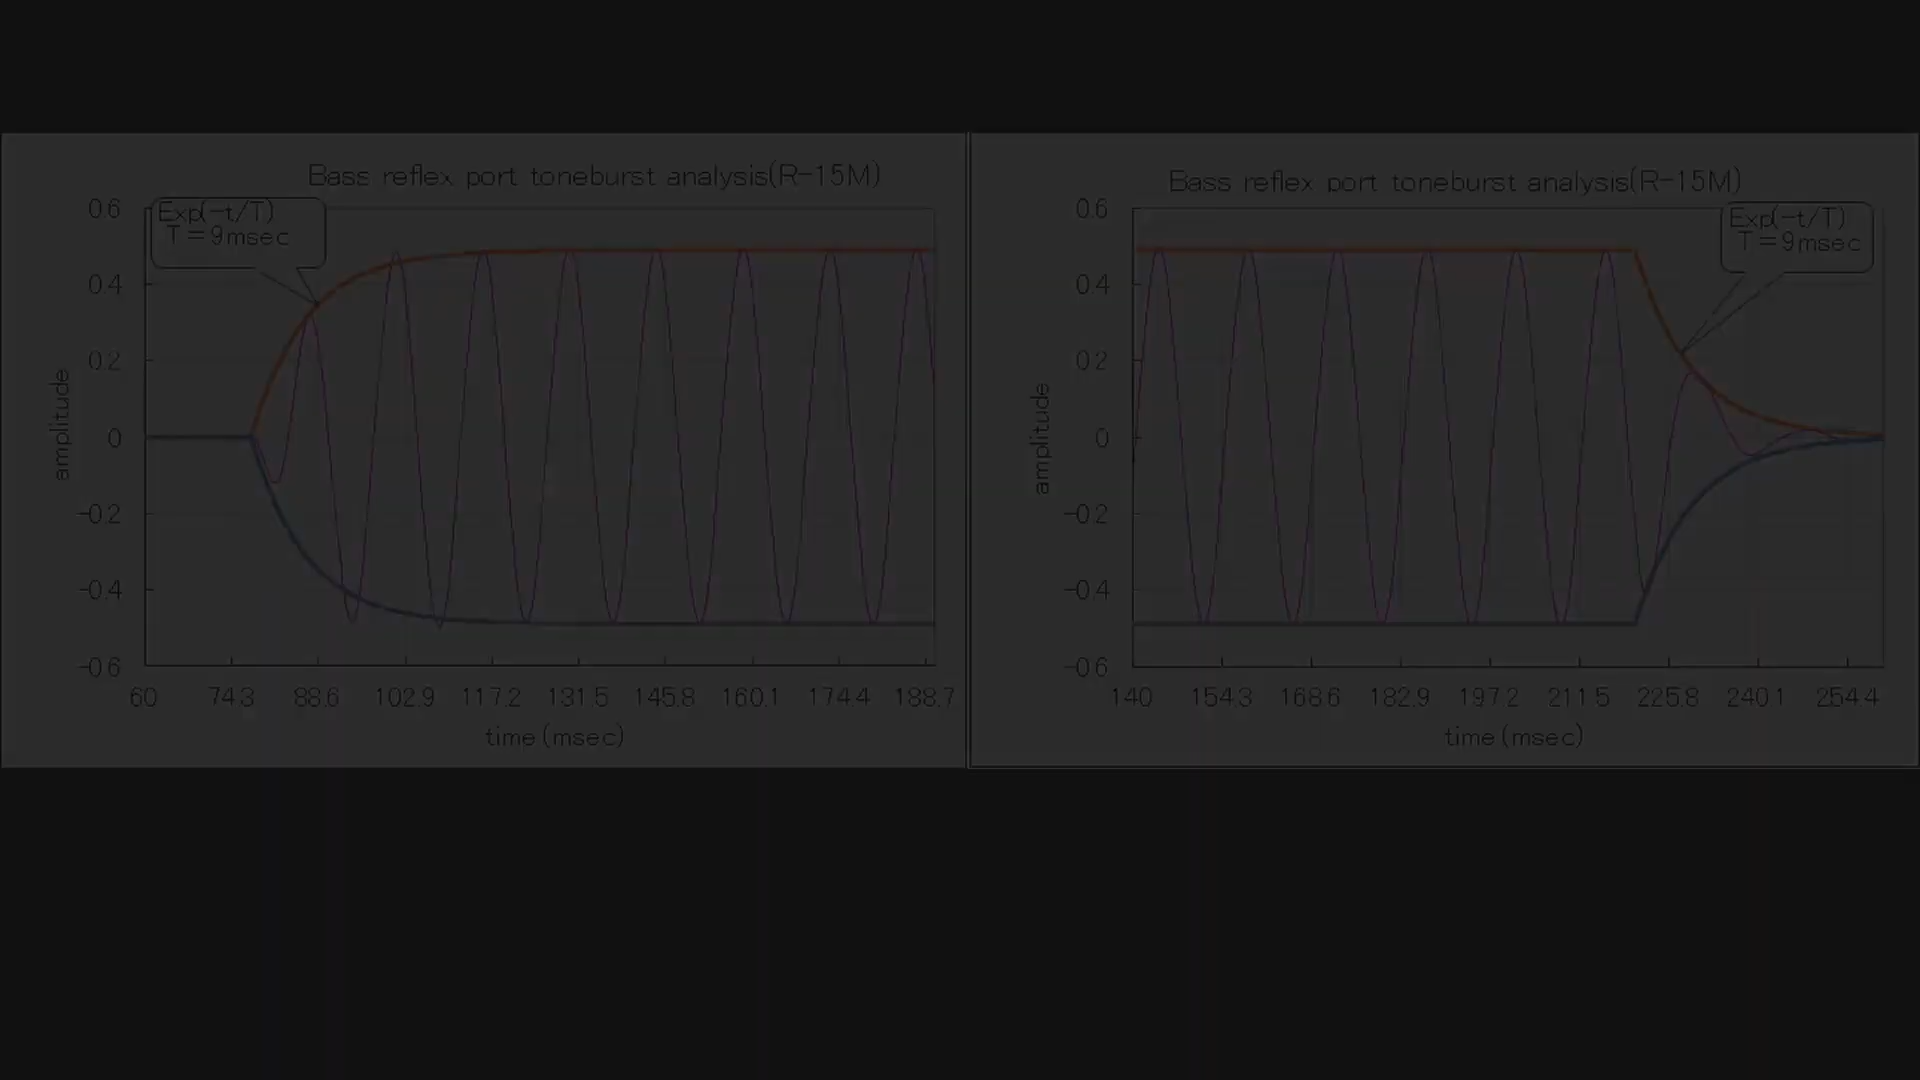 Bass reflex port toneburst analysis(R-15M)
Exp(-t/T)
T=9msec
0.6
0.4
0.2
0
-0.2
-0.4
-0.6
amplitude
60 74.3 88.6 102.9 117.2 131.5 145.8 160.1 174.4 188.7
time (msec)
Bass reflex port toneburst analysis(R-15M)
Exp(-t/T)
T=9msec
0.6
0.4
0.2
0
-0.2
-0.4
-0.6
amplitude
140 154.3 168.6 182.9 197.2 211.5 225.8 240.1 254.4
time (msec)